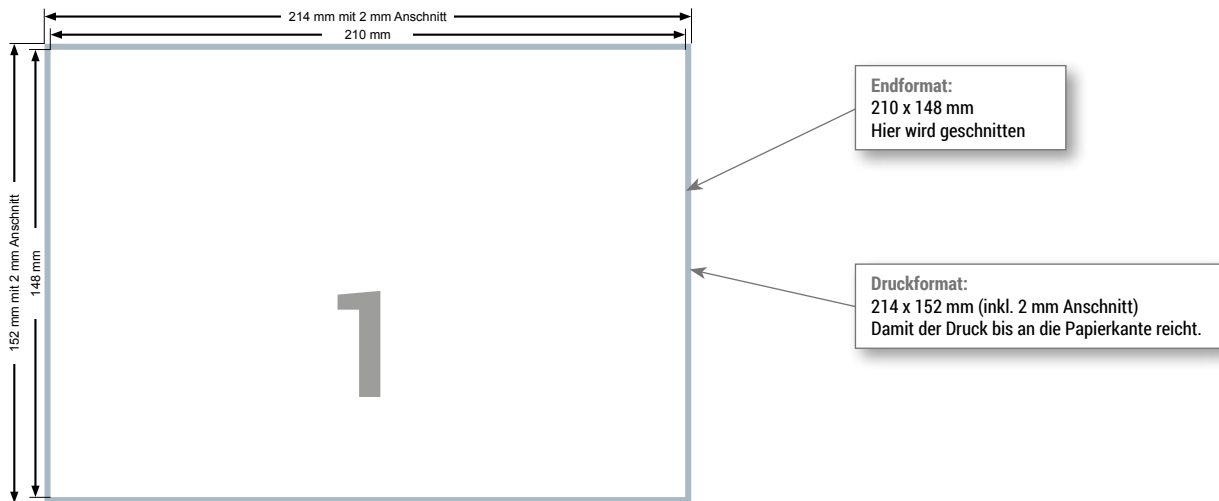 214 mm mit 2 mm Anschnitt
210 mm
152 mm mit 2 mm Anschnitt
148 mm
1
Endformat:
210 x 148 mm
Hier wird geschnitten
Druckformat:
214 x 152 mm (inkl. 2 mm Anschnitt)
Damit der Druck bis an die Papierkante reicht.